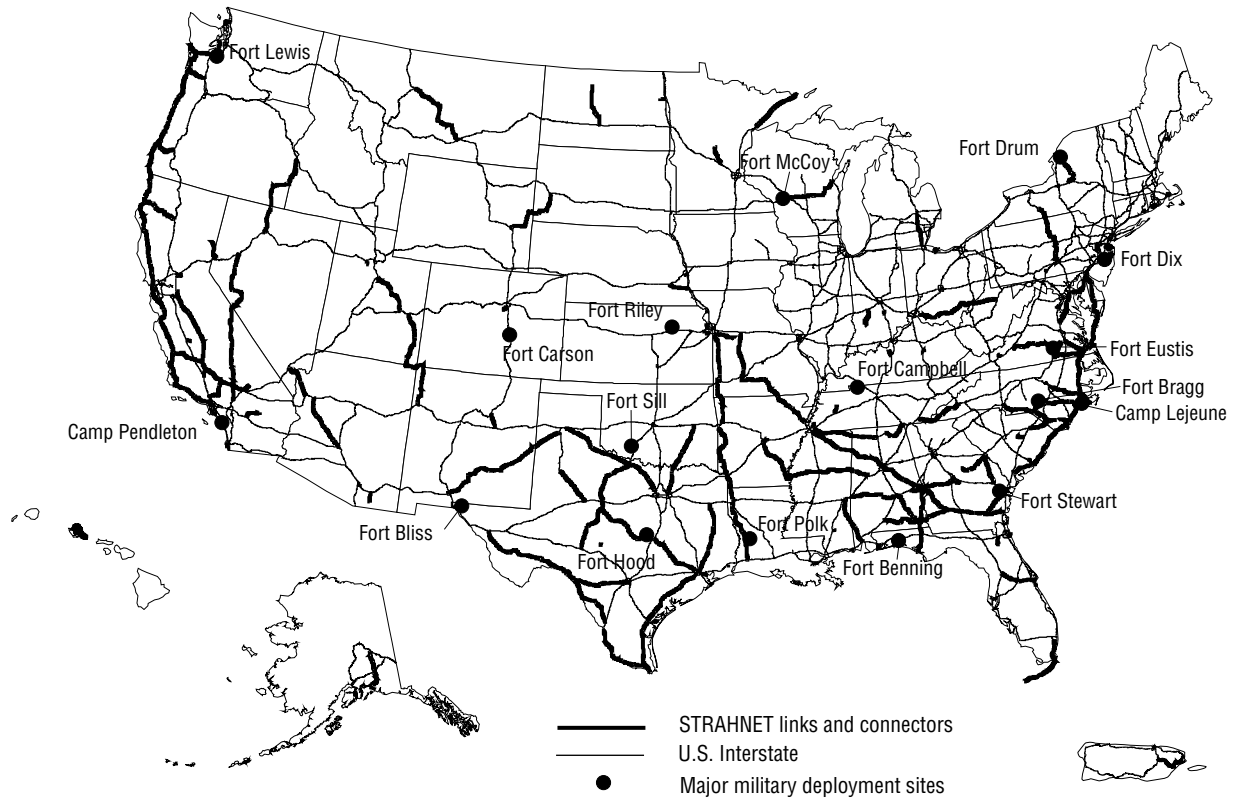 Fort Lewis
Fort Drum
Fort McCoy
Fort Dix
Fort Riley
Fort Carson
Fort Eustis
Fort Campbell
Fort Bragg
Fort Sill
Camp Lejeune
Camp Pendleton
Fort Stewart
Fort Polk
Fort Bliss
Fort Hood
Fort Benning
STRAHNET links and connectors
U.S. Interstate
Major military deployment sites